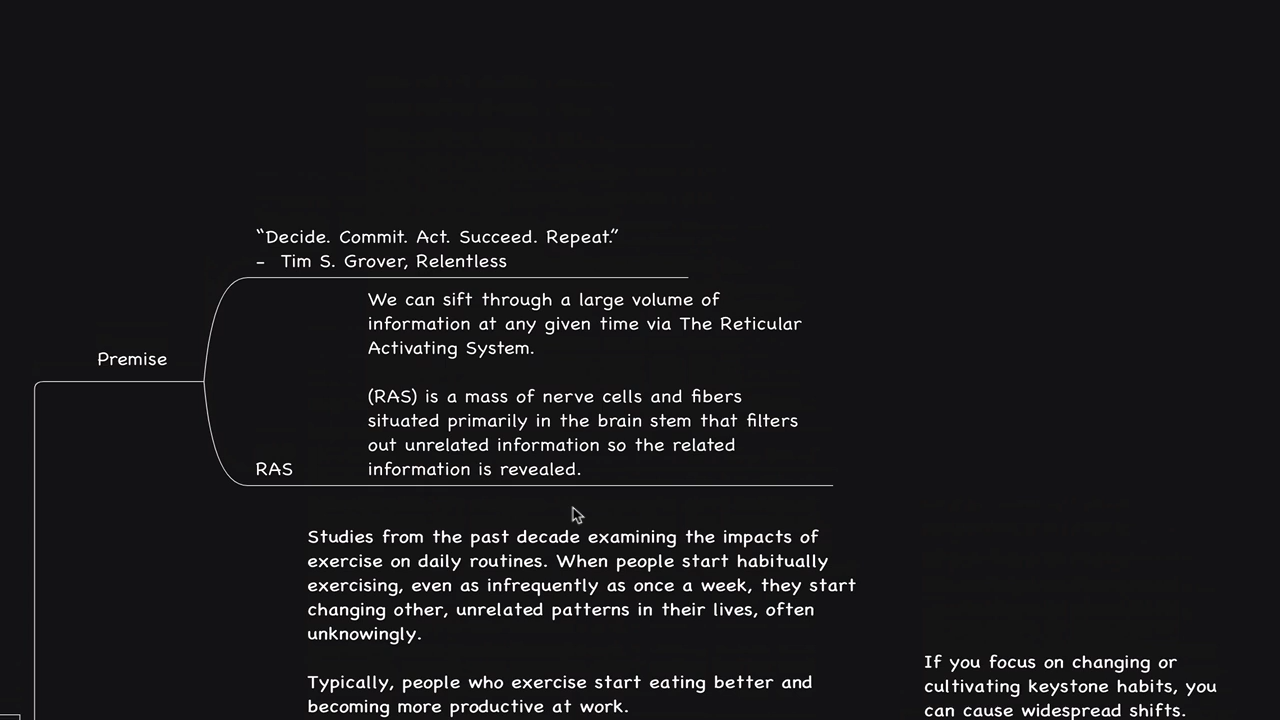 “Decide. Commit. Act. Succeed. Repeat.”
– Tim S. Grover, Relentless
Premise
We can sift through a large volume of
information at any given time via The Reticular
Activating System.
(RAS) is a mass of nerve cells and fibers
situated primarily in the brain stem that filters
out unrelated information so the related
information is revealed.
RAS
Studies from the past decade examining the impacts of
exercise on daily routines. When people start habitually
exercising, even as infrequently as once a week, they start
changing other, unrelated patterns in their lives, often
unknowingly.
Typically, people who exercise start eating better and
becoming more productive at work.
If you focus on changing or
cultivating keystone habits, you
can cause widespread shifts.